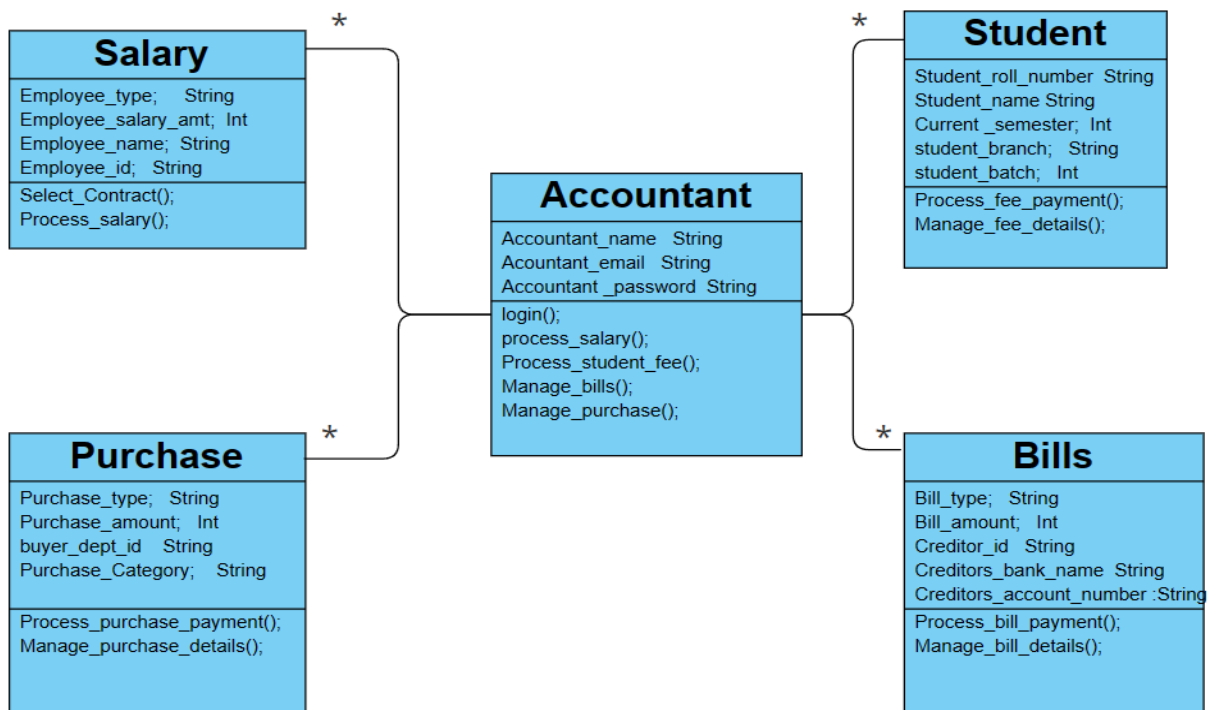 *
Salary
Employee_type; String
Employee_salary_amt; Int
Employee_name; String
Employee_id; String
Select_Contract();
Process_salary();
*
Student
Student_roll_number String
Student_name String
Current _semester; Int
student_branch; String
student_batch; Int
Process_fee_payment();
Manage_fee_details();
Accountant
Accountant_name String
Acountant_email String
Accountant _password String
login();
process_salary();
Process_student_fee();
Manage_bills();
Manage_purchase();
*
Purchase
Purchase_type; String
Purchase_amount; Int
buyer_dept_id String
Purchase_Category; String
Process_purchase_payment();
Manage_purchase_details();
*
Bills
Bill_type; String
Bill_amount; Int
Creditor_id String
Creditors_bank_name String
Creditors_account_number :String
Process_bill_payment();
Manage_bill_details();